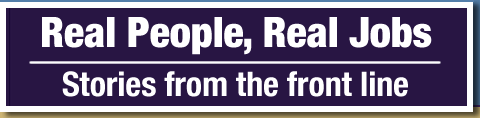 Real People, Real Jobs
Stories from the front line